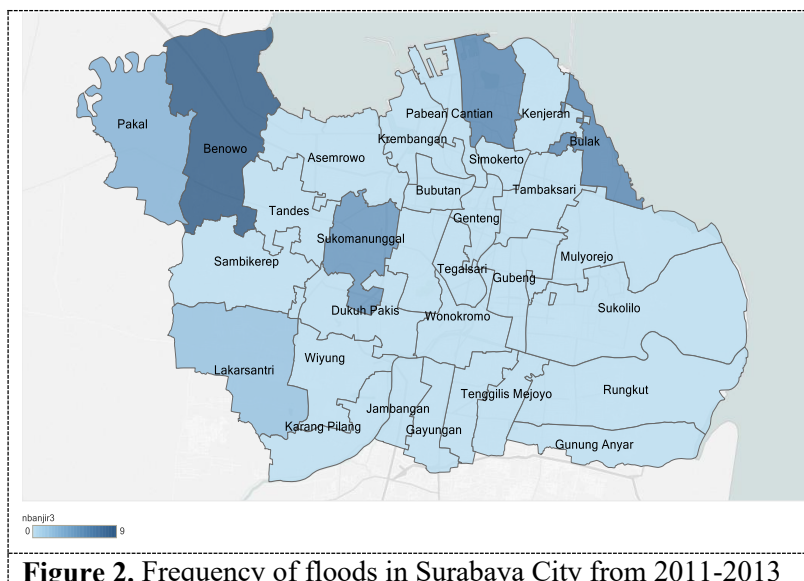 Pabean Cantian
Kenjeran
Pakal
Krembangan
Bulak
Benowo
Asemrowo
Simokerto
Bubutan
Tambaksari
Tandes
Genteng
Sukomanunggal
Mulyorejo
Sambikerep
Tegalsari
Gubeng
Sukolilo
Dukuh Pakis
Wonokromo
Wiyung
Lakarsantri
Tenggilis Mejoyo
Rungkut
Jambangan
Karang Pilang
Gayungan
Gunung Anyar
nbanjir3
0 9
Figure 2. Frequency of floods in Surabaya City from 2011-2013